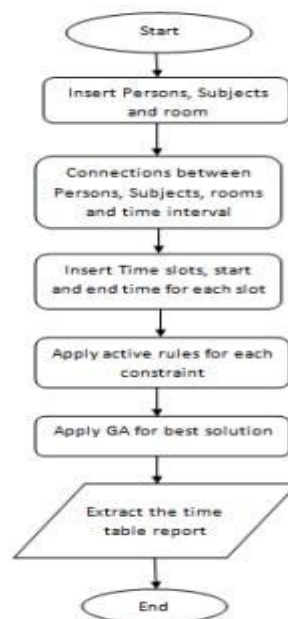 Start
Insert Persons, Subjects
and room
Connections between
Persons, Subjects, rooms
and time interval
Insert Time slots, start
and end time for each slot
Apply active rules for each
constraint
Apply GA for best solution
Extract the time
table report
End